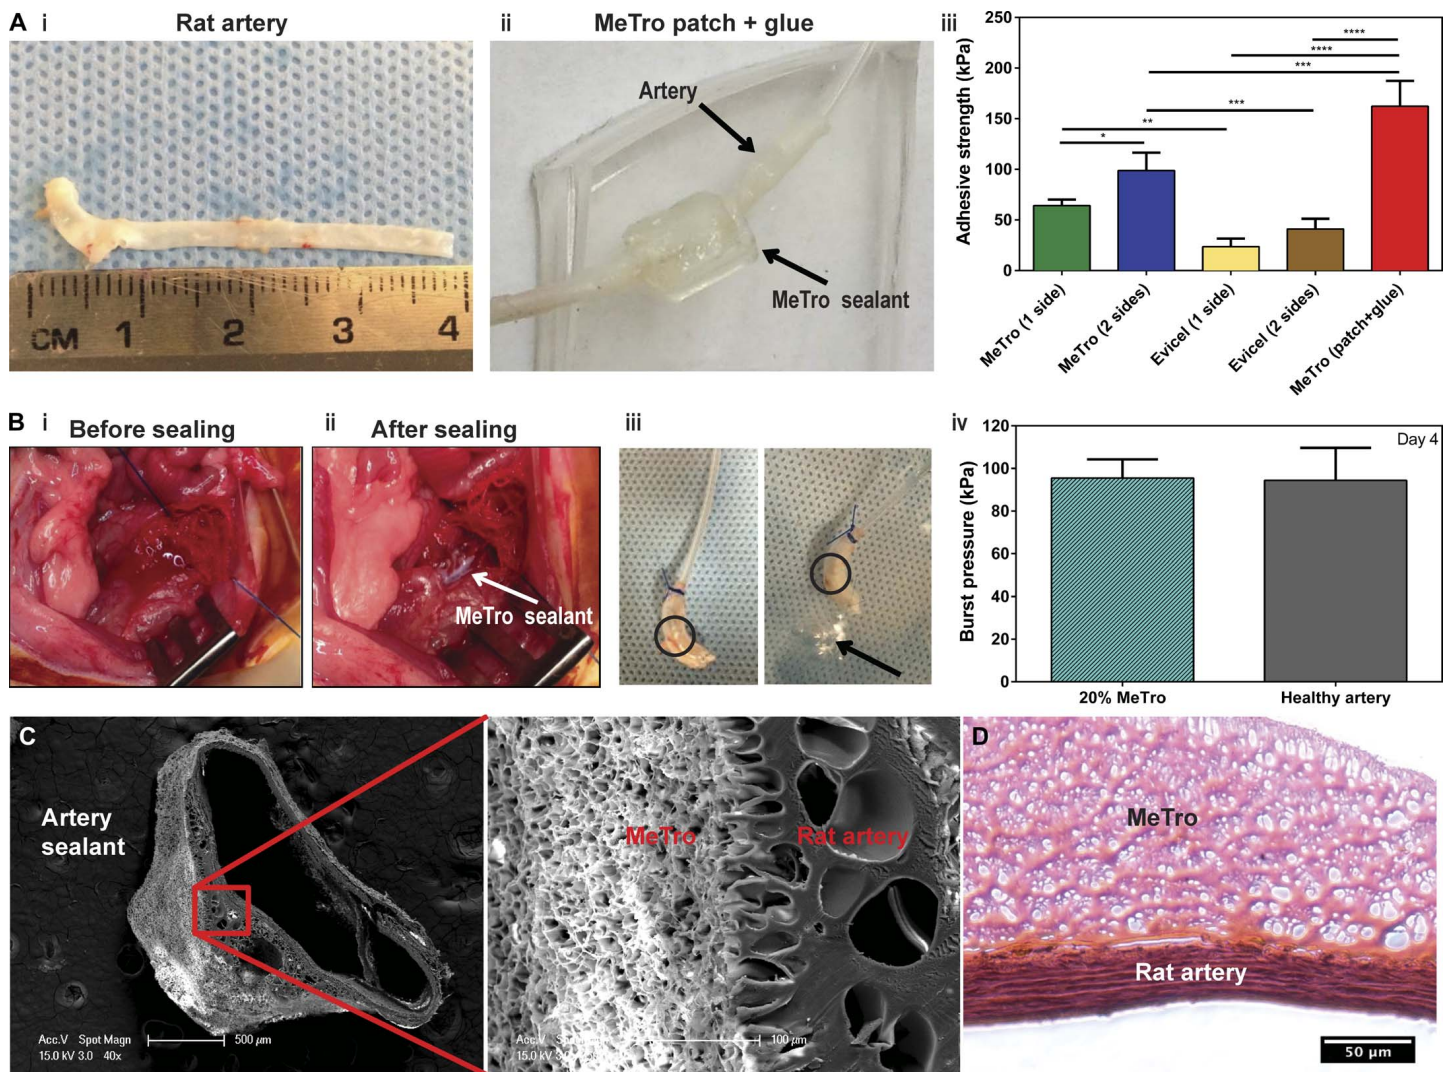 A i Rat artery
ii MeTro patch + glue
Artery
MeTro sealant
CM 1 2 3 4
iii
Adhesive strength (kPa)
250
200
150
100
50
0
****
****
***
***
**
*
MeTro (1 side)
MeTro (2 sides)
Evicel (1 side)
Evicel (2 sides)
MeTro (patch+glue)
B i Before sealing
ii After sealing
MeTro sealant
iii
iv
Day 4
Burst pressure (kPa)
120
100
80
60
40
20
0
20% MeTro
Healthy artery
C
Artery
sealant
Acc.V Spot Magn
15.0 kV 3.0 40x
500 μm
MeTro
Rat artery
Acc.V
15.0 kV
100 μm
D
MeTro
Rat artery
50 μm